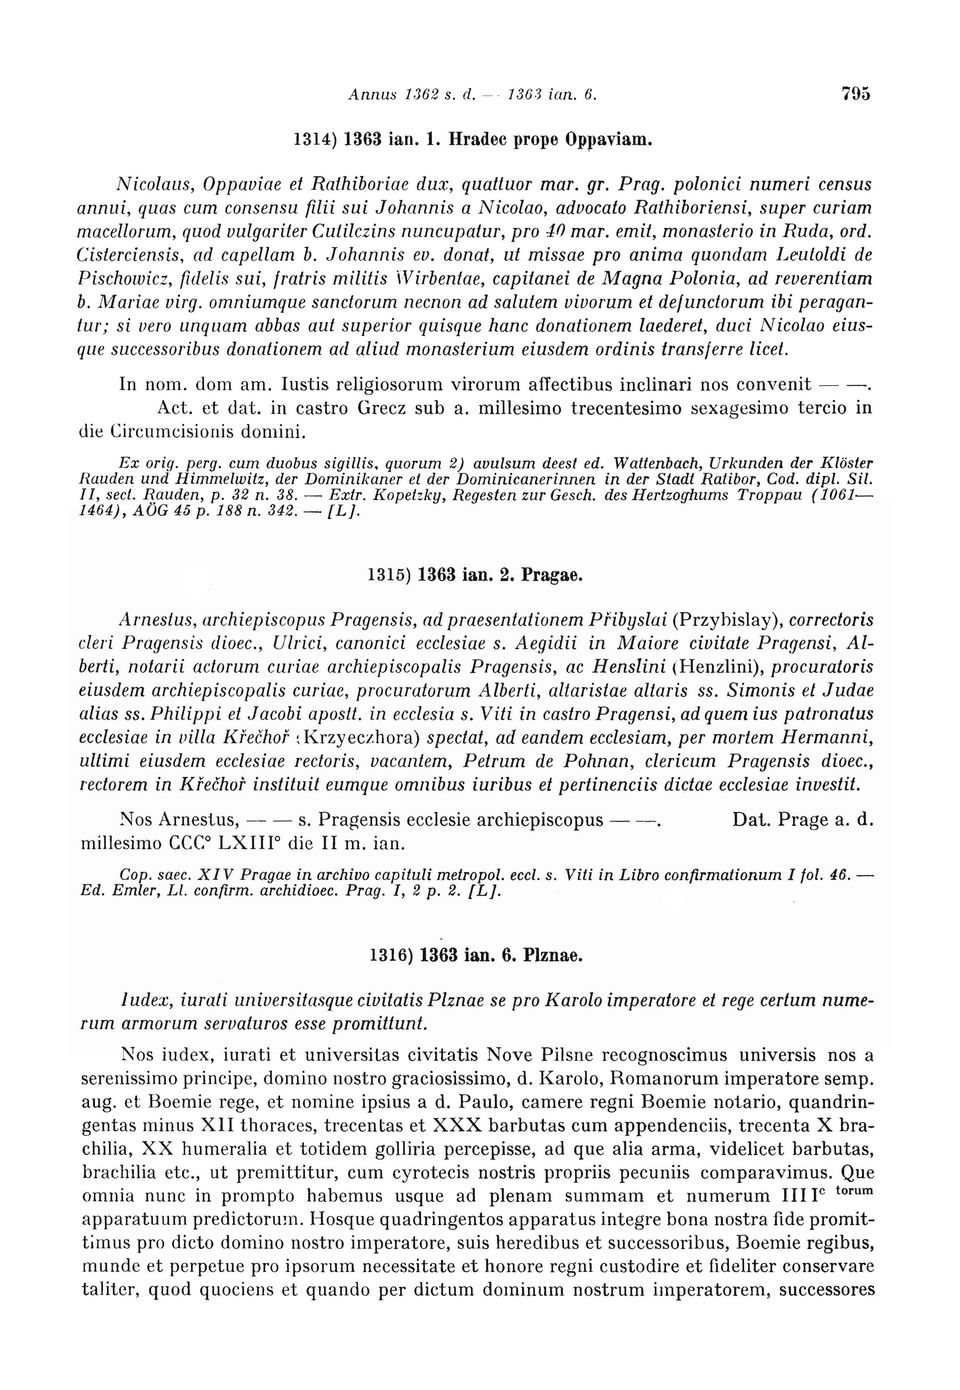 Annus 1362 s. d. — 1363 ian. 6. 795
1314) 1363 ian. 1. Hradec prope Oppaviam.
Nicolaus, Oppaviae et Rathiboriae dux, quattuor mar. gr. Prag. polonici numeri census
annui, quas cum consensu filii sui Johannis a Nicolao, advocato Rathiboriensi, super curiam
macellorum, quod vulgariter Cutilczins nuncupatur, pro 40 mar. emit, monasterio in Ruda, ord.
Cisterciensis, ad capellam b. Johannis ev. donat, ut missae pro anima quondam Leutoldi de
Pischowicz, fidelis sui, fratris militis Wirbentae, capitanei de Magna Polonia, ad reverentiam
b. Mariae virg. omniumque sanctorum necnon ad salutem vivorum et defunctorum ibi peragan-
tur; si vero unquam abbas aut superior quisque hanc donationem laederet, duci Nicolao eius-
que successoribus donationem ad aliud monasterium eiusdem ordinis transferre licet.
In nom. dom am. Iustis religiosorum virorum affectibus inclinari nos convenit — —.
Act. et dat. in castro Grecz sub a. millesimo trecentesimo sexagesimo tercio in
die Circumcisionis domini.
Ex orig. perg. cum duobus sigillis, quorum 2) avulsum deest ed. Wattenbach, Urkunden der Klöster
Rauden und Himmelwitz, der Dominikaner et der Dominicanerinnen in der Stadt Ratibor, Cod. dipl. Sil.
II, sect. Rauden, p. 32 n. 38. — Extr. Kopetzky, Regesten zur Gesch. des Hertzoghums Troppau (1061—
1464), AÖG 45 p. 188 n. 342. — [L].
1315) 1363 ian. 2. Pragae.
Arnestus, archiepiscopus Pragensis, ad praesentationem Přibyslai (Przybislay), correctoris
cleri Pragensis dioec., Ulrici, canonici ecclesiae s. Aegidii in Maiore civitate Pragensi, Al-
berti, notarii actorum curiae archiepiscopalis Pragensis, ac Henslini (Henzlini), procuratoris
eiusdem archiepiscopalis curiae, procuratorum Alberti, altaristae altaris ss. Simonis et Judae
alias ss. Philippi et Jacobi apostt. in ecclesia s. Viti in castro Pragensi, ad quem ius patronatus
ecclesiae in villa Křečhoř (Krzyeczhora) spectat, ad eandem ecclesiam, per mortem Hermanni,
ultimi eiusdem ecclesiae rectoris, vacantem, Petrum de Pohnan, clericum Pragensis dioec.,
rectorem in Křečhoř instituit eumque omnibus iuribus et pertinenciis dictae ecclesiae investit.
Nos Arnestus, — — s. Pragensis ecclesie archiepiscopus — —. Dat. Prage a. d.
millesimo CCC° LXIII° die II m. ian.
Cop. saec. XIV Pragae in archivo capituli metropol. eccl. s. Viti in Libro confirmationum I fol. 46. —
Ed. Emler, Ll. confirm. archidioec. Prag. I, 2 p. 2. [L].
1316) 1363 ian. 6. Plznae.
Iudex, iurati universitasque civitatis Plznae se pro Karolo imperatore et rege certum nume-
rum armorum servaturos esse promittunt.
Nos iudex, iurati et universitas civitatis Nove Pilsne recognoscimus universis nos a
serenissimo principe, domino nostro graciosissimo, d. Karolo, Romanorum imperatore semp.
aug. et Boemie rege, et nomine ipsius a d. Paulo, camere regni Boemie notario, quandrin-
gentas minus XII thoraces, trecentas et XXX barbutas cum appendenciis, trecenta X bra-
chilia, XX humeralia et totidem golliria percepisse, ad que alia arma, videlicet barbutas,
brachilia etc., ut premittitur, cum cyrotecis nostris propriis pecuniis comparavimus. Que
omnia nunc in prompto habemus usque ad plenam summam et numerum IIIIc torum
apparatuum predictorum. Hosque quadringentos apparatus integre bona nostra fide promit-
timus pro dicto domino nostro imperatore, suis heredibus et successoribus, Boemie regibus,
munde et perpetue pro ipsorum necessitate et honore regni custodire et fideliter conservare
taliter, quod quociens et quando per dictum dominum nostrum imperatorem, successores